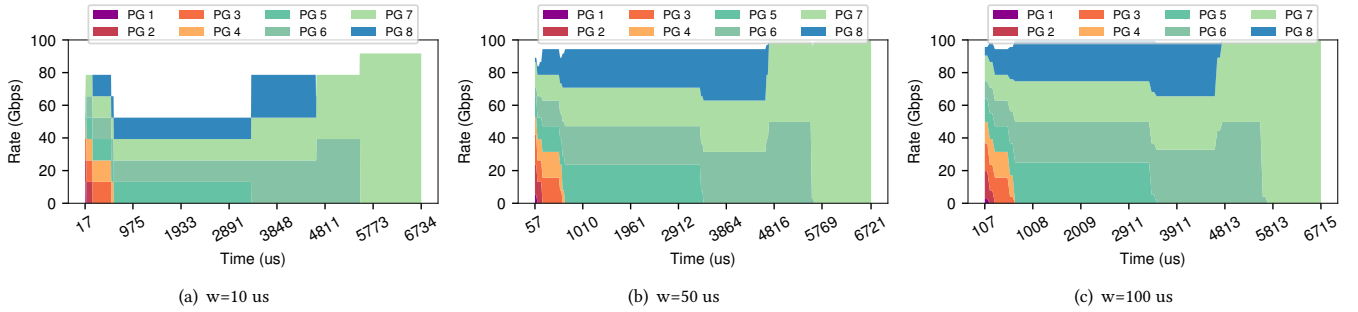 PG 1 PG 3 PG 5 PG 7
PG 2 PG 4 PG 6 PG 8
100
80
60
40
20
0
Rate (Gbps)
17 975 1933 2891 3848 4811 5773 6734
Time (us)
(a) w=10 us
PG 1 PG 3 PG 5 PG 7
PG 2 PG 4 PG 6 PG 8
100
80
60
40
20
0
Rate (Gbps)
57 1010 1961 2912 3864 4816 5769 6721
Time (us)
(b) w=50 us
PG 1 PG 3 PG 5 PG 7
PG 2 PG 4 PG 6 PG 8
100
80
60
40
20
0
Rate (Gbps)
107 1008 2009 2911 3911 4813 5813 6715
Time (us)
(c) w=100 us